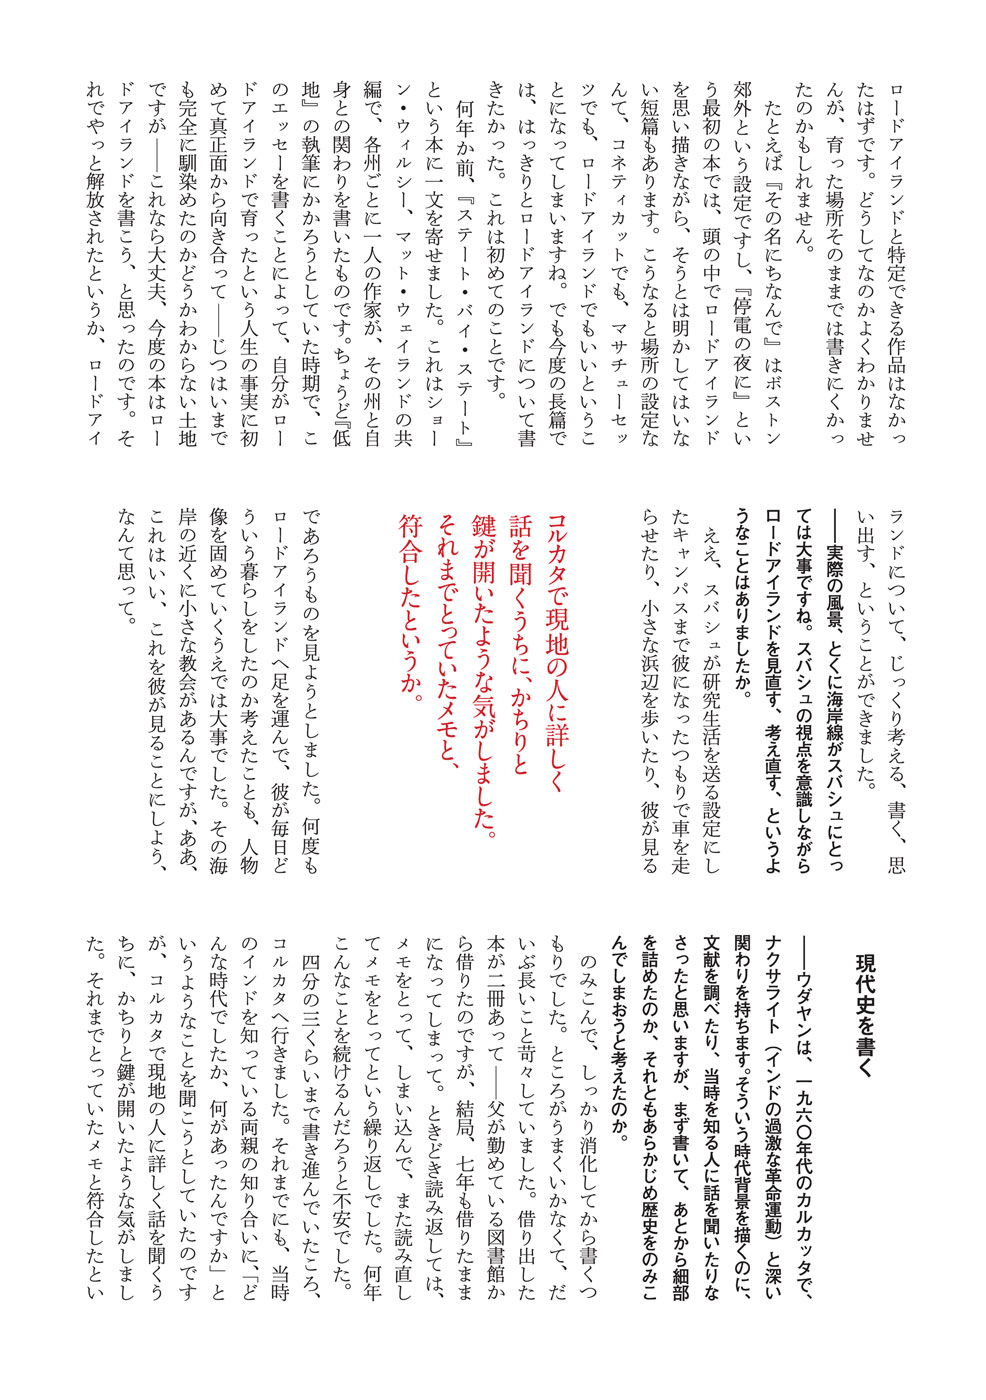 ロードアイランドと特定できる作品はなかっ
たはずです。どうしてなのかよくわかりませ
んが、育った場所そのままでは書きにくかっ
たのかもしれません。
たとえば『その名にちなんで』はボストン
郊外という設定ですし、『停電の夜に』とい
う最初の本では、頭の中でロードアイランド
を思い描きながら、そうとは明かしてはいな
い短篇もあります。こうなると場所の設定な
んて、コネティカットでも、マサチューセッ
ツでも、ロードアイランドでもいいというこ
とになってしまいますね。でも今度の長篇で
は、はっきりとロードアイランドについて書
きたかった。これは初めてのことです。
何年か前、『ステート・バイ・ステート』
という本に一文を寄せました。これはショー
ン・ウィルシー、マット・ウェイランドの共
編で、各州ごとに一人の作家が、その州と自
身との関わりを書いたものです。ちょうど『低
地』の執筆にかかろうとしていた時期で、こ
のエッセーを書くことによって、自分がロー
ドアイランドで育ったという人生の事実に初
めて真正面から向き合って――じつはいまで
も完全に馴染めたのかどうかわからない土地
ですが――これなら大丈夫、今度の本はロー
ドアイランドを書こう、と思ったのです。そ
れでやっと解放されたというか、ロードアイ
ランドについて、じっくり考える、書く、思
い出す、ということができました。
――実際の風景、とくに海岸線がスバシュにとっ
ては大事ですね。スバシュの視点を意識しながら
ロードアイランドを見直す、考え直す、というよ
うなことはありましたか。
ええ、スバシュが研究生活を送る設定にし
たキャンパスまで彼になったつもりで車を走
らせたり、小さな浜辺を歩いたり、彼が見る
コルカタで現地の人に詳しく
話を聞くうちに、かちりと
鍵が開いたような気がしました。
それまでとっていたメモと、
符合したというか。
であろうものを見ようとしました。何度も
ロードアイランドへ足を運んで、彼が毎日ど
ういう暮らしをしたのか考えたことも、人物
像を固めていくうえでは大事でした。その海
岸の近くに小さな教会があるんですが、ああ、
これはいい、これを彼が見ることにしよう、
なんて思って。
現代史を書く
――ウダヤンは、一九六〇年代のカルカッタで、
ナクサライト（インドの過激な革命運動）と深い
関わりを持ちます。そういう時代背景を描くのに、
文献を調べたり、当時を知る人に話を聞いたりな
さったと思いますが、まず書いて、あとから細部
を詰めたのか、それともあらかじめ歴史をのみこ
んでしまおうと考えたのか。
のみこんで、しっかり消化してから書くつ
もりでした。ところがうまくいかなくて、だ
いぶ長いこと苛々していました。借り出した
本が二冊あって――父が勤めている図書館か
ら借りたのですが、結局、七年も借りたまま
になってしまって。ときどき読み返しては、
メモをとって、しまい込んで、また読み直し
てメモをとってという繰り返しでした。何年
こんなことを続けるんだろうと不安でした。
四分の三くらいまで書き進んでいたころ、
コルカタへ行きました。それまでにも、当時
のインドを知っている両親の知り合いに、「ど
んな時代でしたか、何があったんですか」と
いうようなことを聞こうとしていたのです
が、コルカタで現地の人に詳しく話を聞くう
ちに、かちりと鍵が開いたような気がしまし
た。それまでとっていたメモと符合したとい